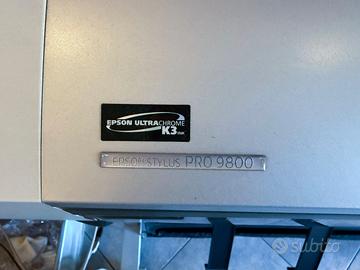 EPSON ULTRACHROME
K3 INK
EPSON STYLUS PRO 9800
subito